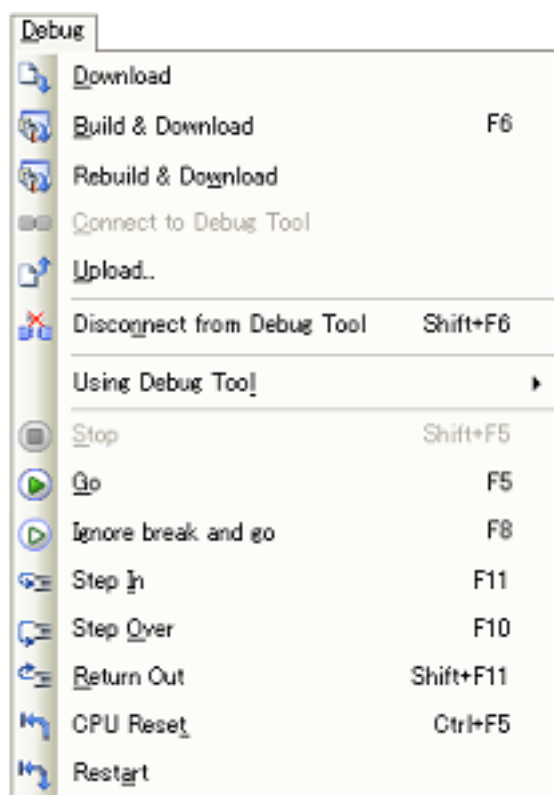 Debug
Download
Build & Download F6
Rebuild & Download
Connect to Debug Tool
Upload..
Disconnect from Debug Tool Shift+F6
Using Debug Tool
Stop Shift+F5
Go F5
Ignore break and go F8
Step In F11
Step Over F10
Return Out Shift+F11
CPU Reset Ctrl+F5
Restart